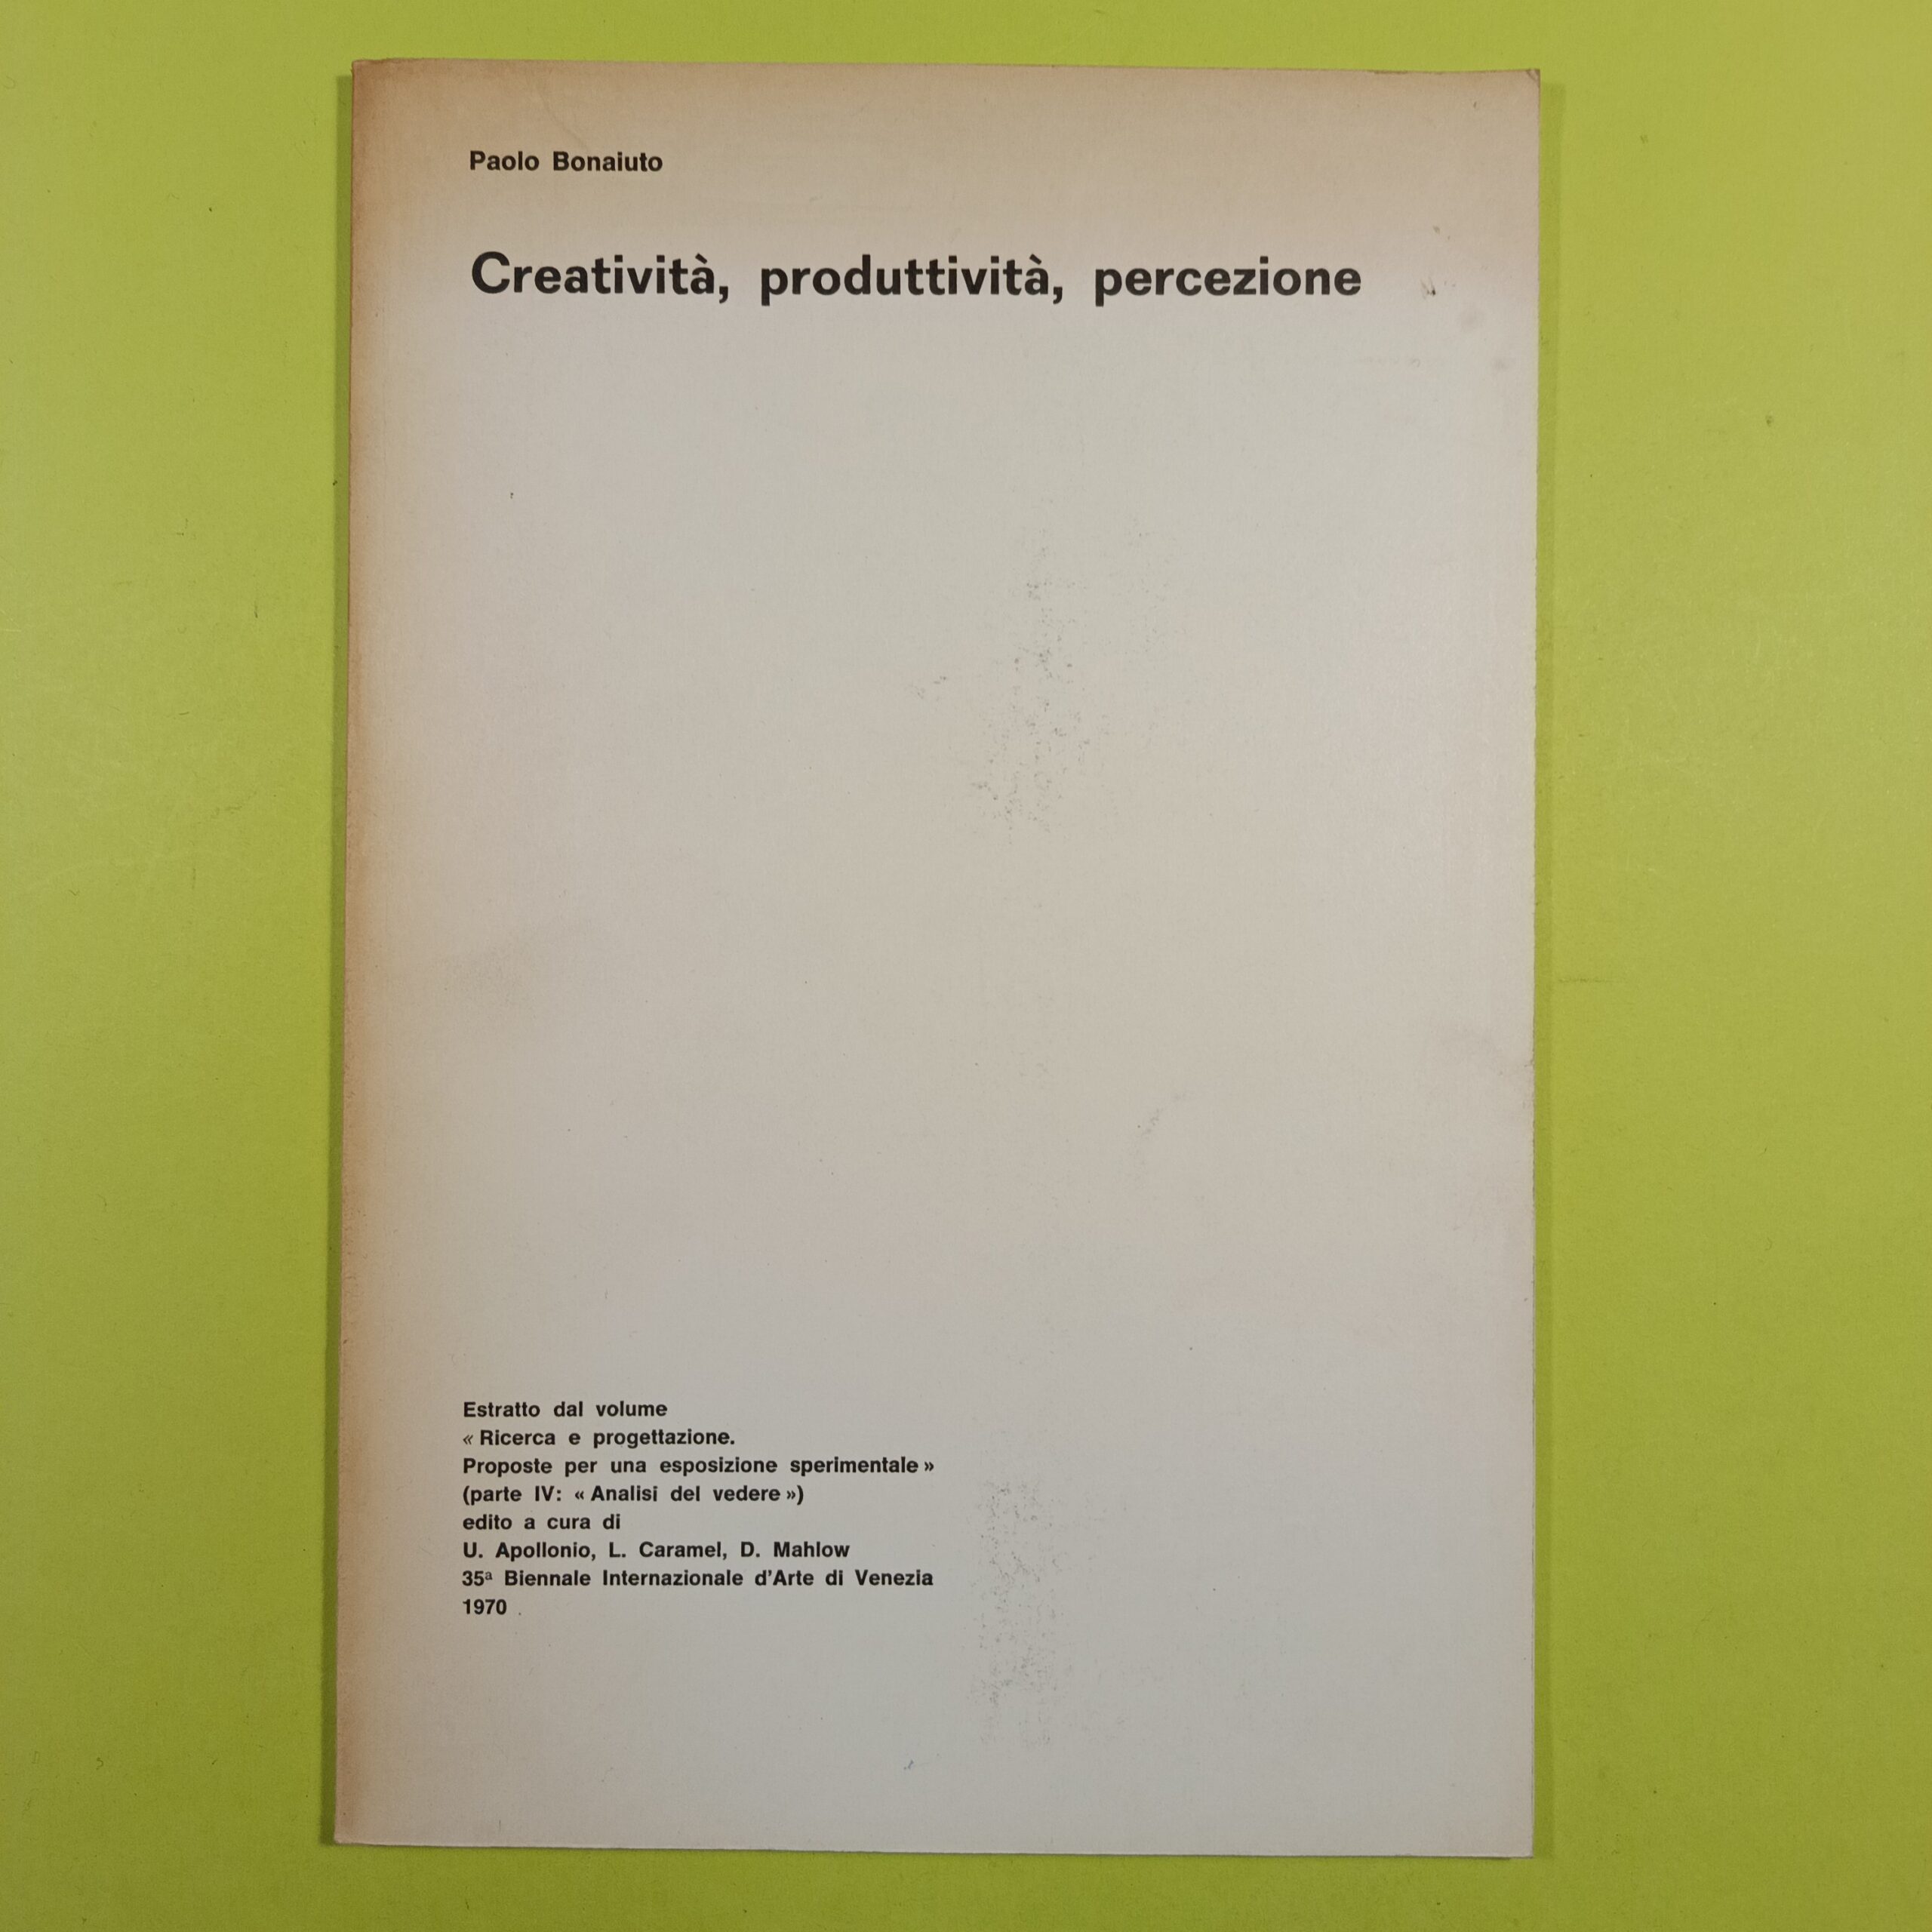 Paolo Bonaiuto
Creatività, produttività, percezione
Estratto dal volume
« Ricerca e progettazione.
Proposte per una esposizione sperimentale »
(parte IV: « Analisi del vedere »)
edito a cura di
U. Apollonio, L. Caramel, D. Mahlow
35ª Biennale Internazionale d'Arte di Venezia
1970